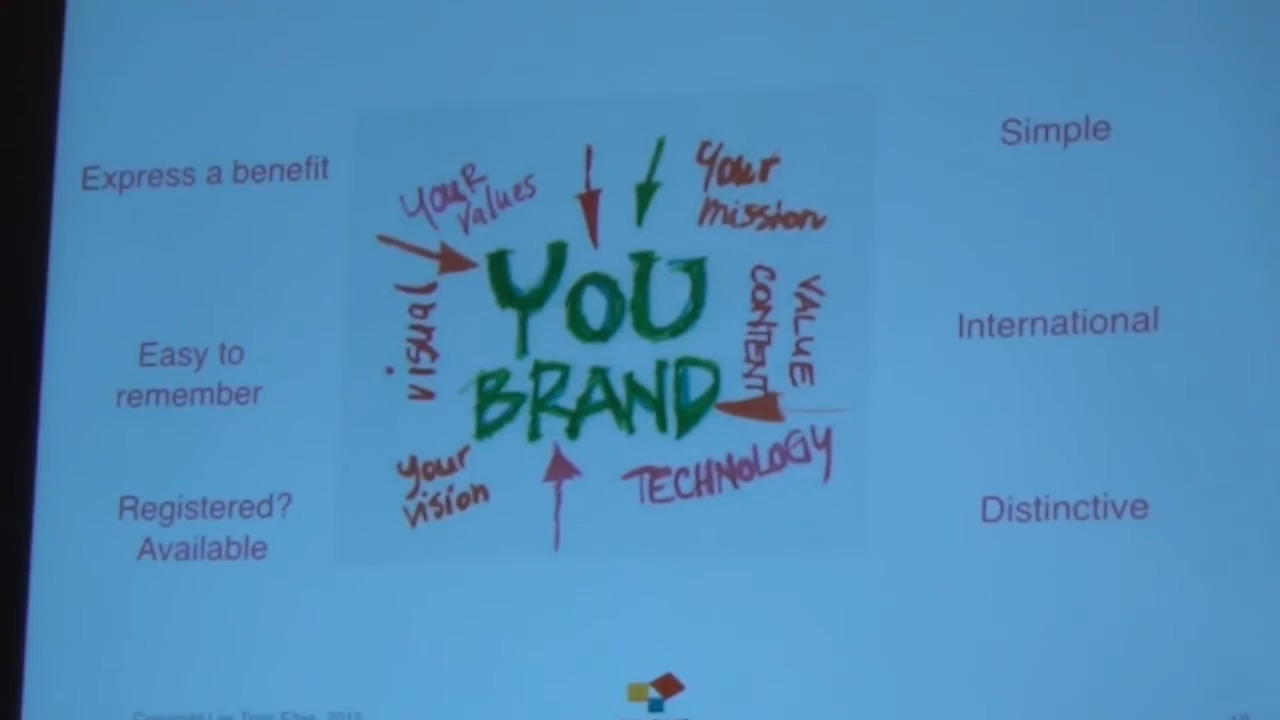 Express a benefit
Easy to
remember
Registered?
Available
YOUR
values
Your
mission
visual
YOU
BRAND
VALUE
CONTENT
your
vision
TECHNOLOGY
Simple
International
Distinctive